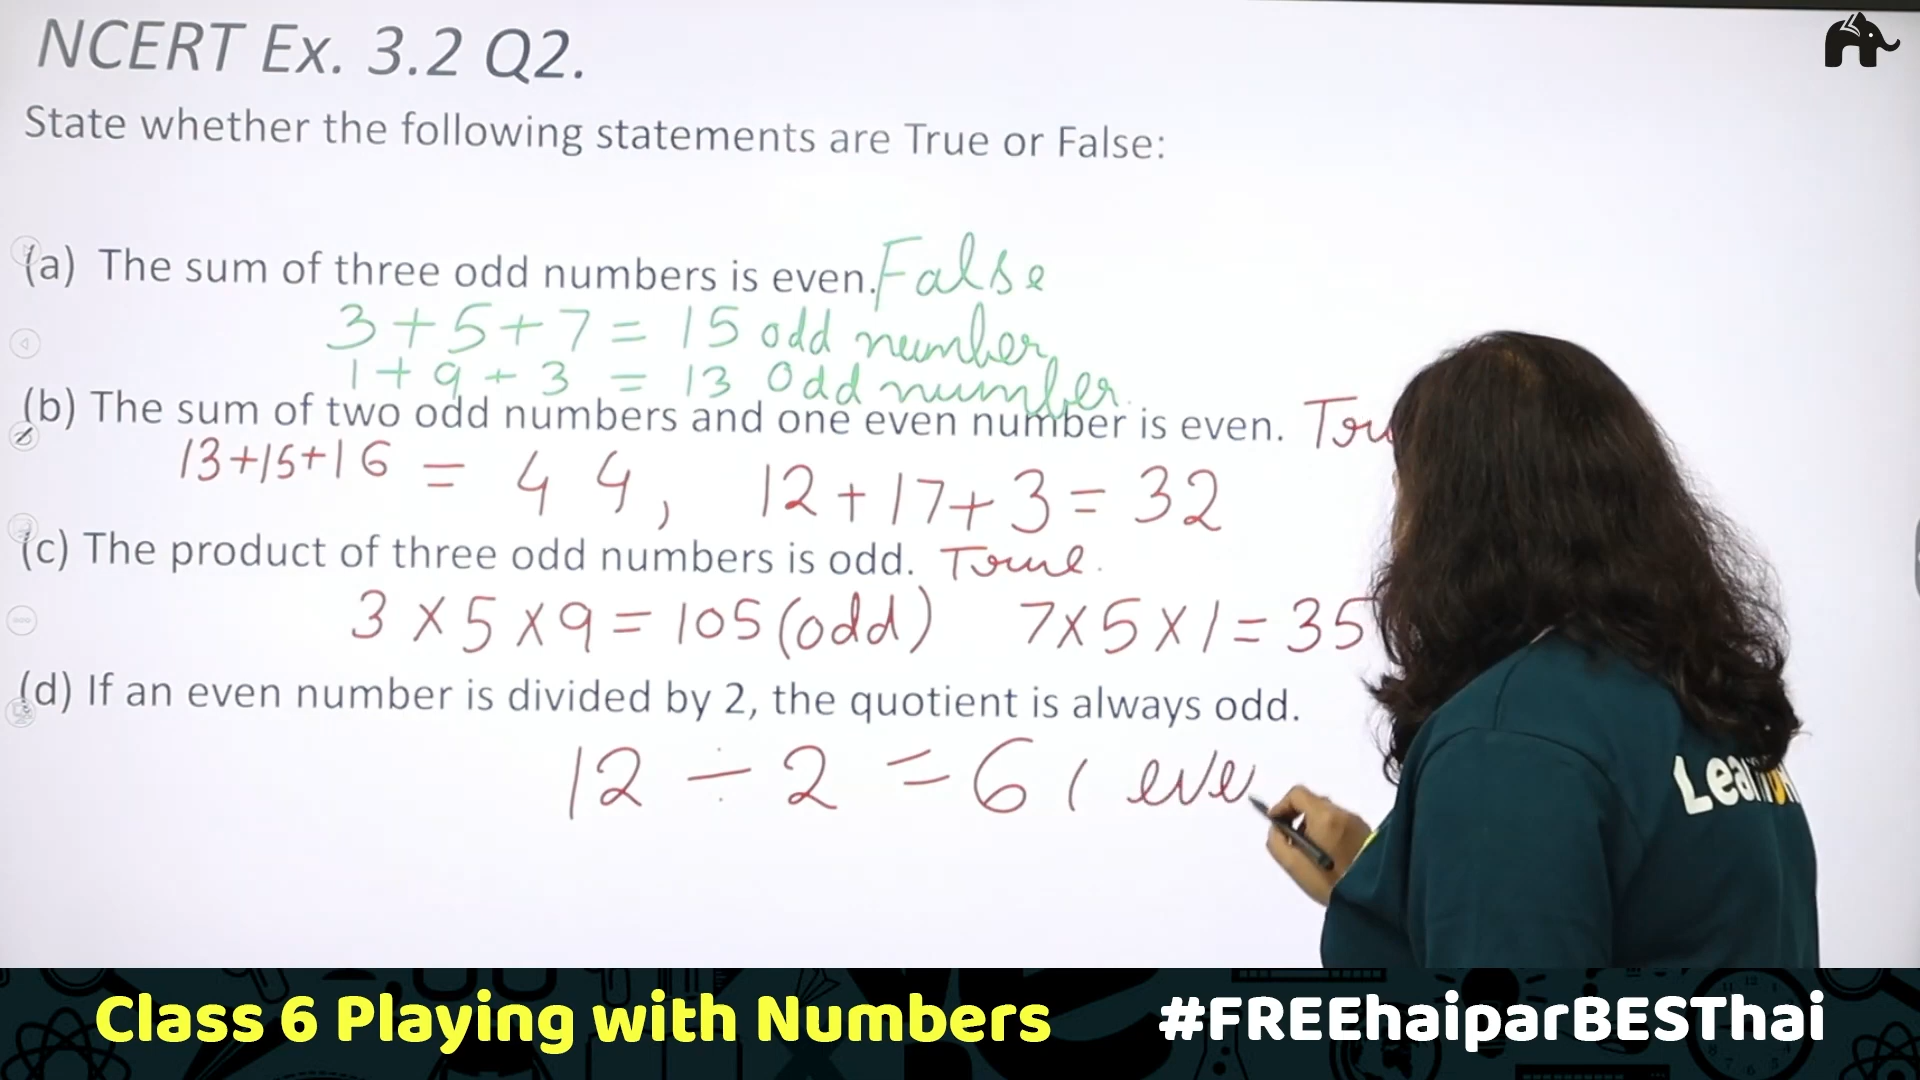 NCERT Ex. 3.2 Q2.
State whether the following statements are True or False:
(a) The sum of three odd numbers is even. False
3 + 5 + 7 = 15 odd number
1 + 9 + 3 = 13 Odd number
(b) The sum of two odd numbers and one even number is even. Tru
13+15+16 = 44, 12+17+3=32
(c) The product of three odd numbers is odd. True.
3 × 5 × 9 = 105 (odd) 7×5×1=35
(d) If an even number is divided by 2, the quotient is always odd.
12 ÷ 2 = 6 ( eve
Class 6 Playing with Numbers #FREEhaiparBESThai